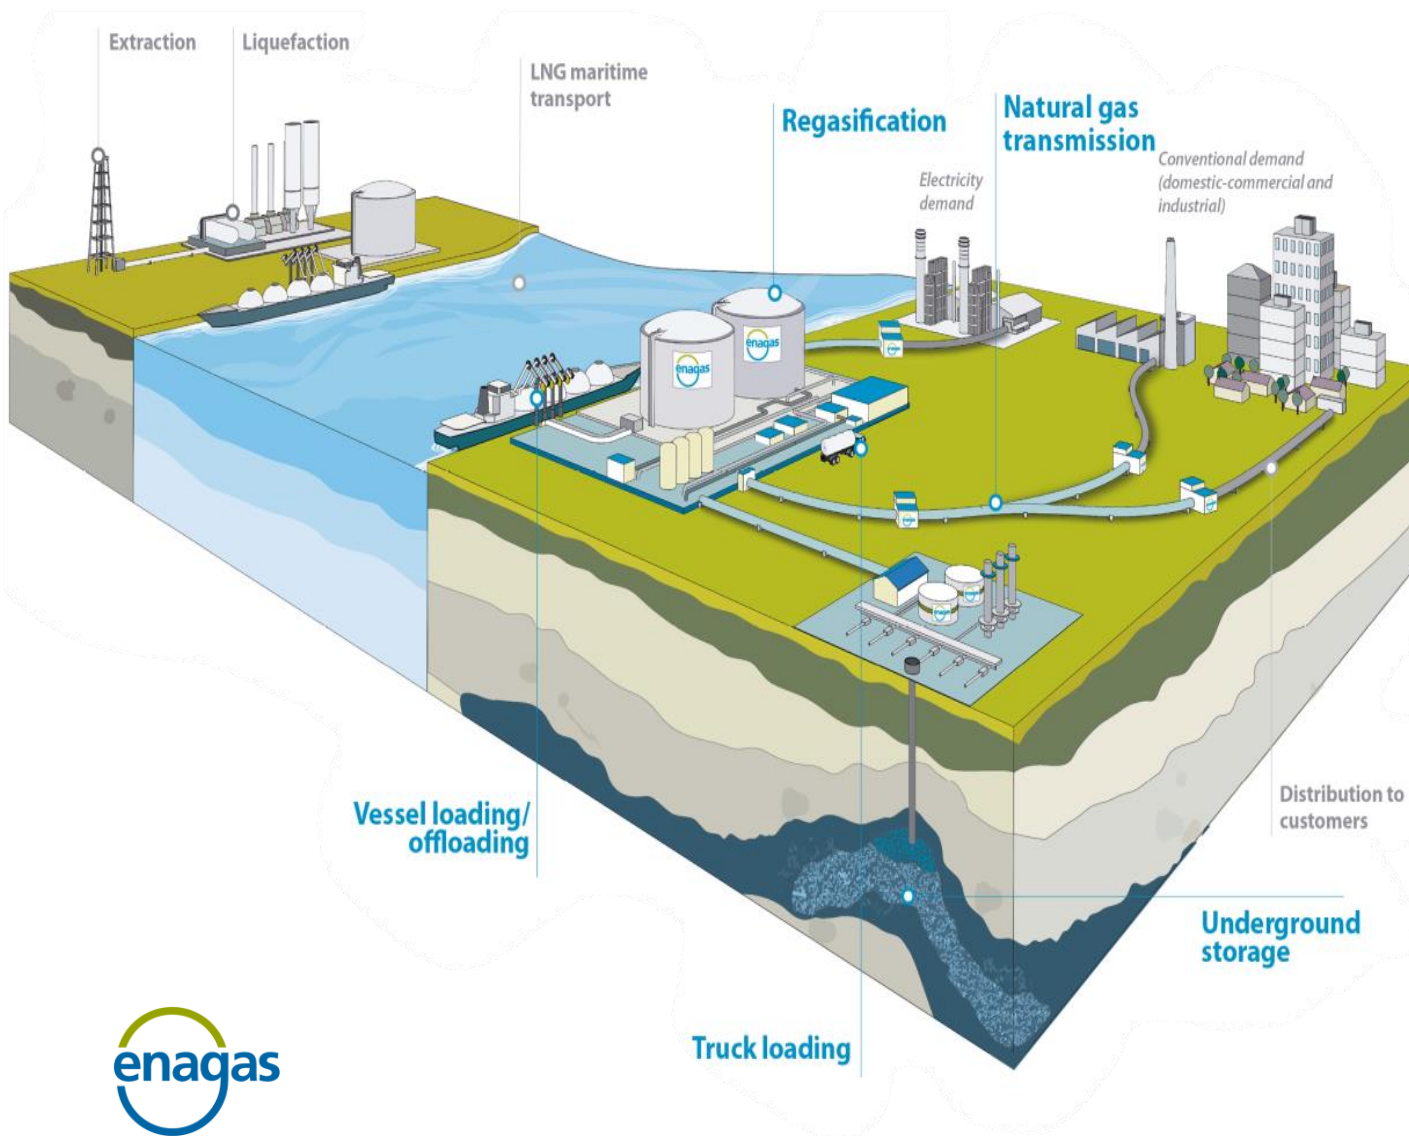 Extraction
Liquefaction
LNG maritime
transport
Regasification
Natural gas
transmission
Electricity
demand
Conventional demand
(domestic-commercial and
industrial)
enagas
enagas
Vessel loading/
offloading
Distribution to
customers
Underground
storage
Truck loading
enagas